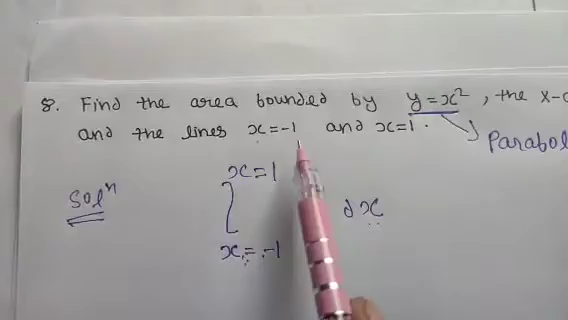 8. Find the area bounded by y=x², the x-
and the lines x=-1 and x=1.
Parabol
Solⁿ
x=1
∫ dx
x=-1